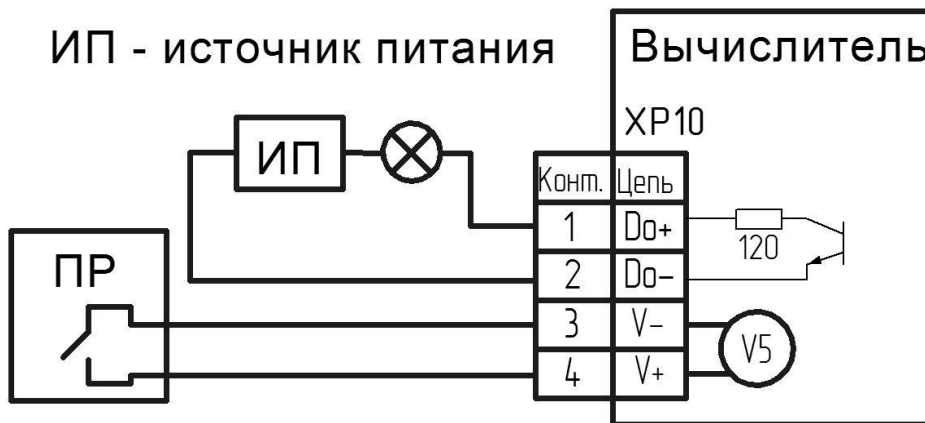 ИП - источник питания
Вычислитель
XP10
ИП
Конт. Цепь
1 Do+
120
2 Do−
ПР
3 V−
V5
4 V+